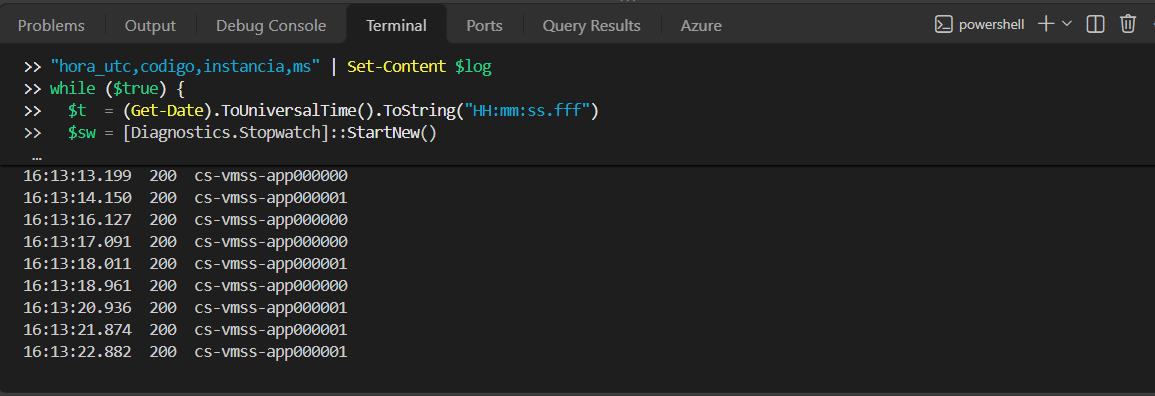 Problems Output Debug Console Terminal Ports Query Results Azure powershell
>> "hora_utc,codigo,instancia,ms" | Set-Content $log
>> while ($true) {
>>   $t  = (Get-Date).ToUniversalTime().ToString("HH:mm:ss.fff")
>>   $sw = [Diagnostics.Stopwatch]::StartNew()
…
16:13:13.199  200  cs-vmss-app000000
16:13:14.150  200  cs-vmss-app000001
16:13:16.127  200  cs-vmss-app000000
16:13:17.091  200  cs-vmss-app000000
16:13:18.011  200  cs-vmss-app000001
16:13:18.961  200  cs-vmss-app000000
16:13:20.936  200  cs-vmss-app000001
16:13:21.874  200  cs-vmss-app000001
16:13:22.882  200  cs-vmss-app000001